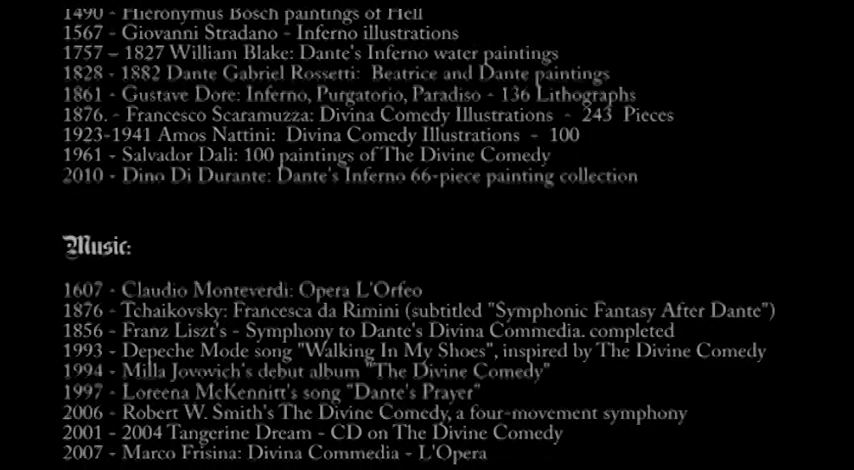 1490 - Hieronymus Bosch paintings of Hell
1567 - Giovanni Stradano - Inferno illustrations
1757 – 1827 William Blake: Dante's Inferno water paintings
1828 - 1882 Dante Gabriel Rossetti:  Beatrice and Dante paintings
1861 - Gustave Dore: Inferno, Purgatorio, Paradiso - 136 Lithographs
1876. - Francesco Scaramuzza: Divina Comedy Illustrations  -  243  Pieces
1923-1941 Amos Nattini:  Divina Comedy Illustrations  -  100
1961 - Salvador Dali: 100 paintings of The Divine Comedy
2010 - Dino Di Durante: Dante's Inferno 66-piece painting collection
Music:
1607 - Claudio Monteverdi: Opera L'Orfeo
1876 - Tchaikovsky: Francesca da Rimini (subtitled "Symphonic Fantasy After Dante")
1856 - Franz Liszt's - Symphony to Dante's Divina Commedia. completed
1993 - Depeche Mode song "Walking In My Shoes", inspired by The Divine Comedy
1994 - Milla Jovovich's debut album "The Divine Comedy"
1997 - Loreena McKennitt's song "Dante's Prayer"
2006 - Robert W. Smith's The Divine Comedy, a four-movement symphony
2001 - 2004 Tangerine Dream - CD on The Divine Comedy
2007 - Marco Frisina: Divina Commedia - L'Opera